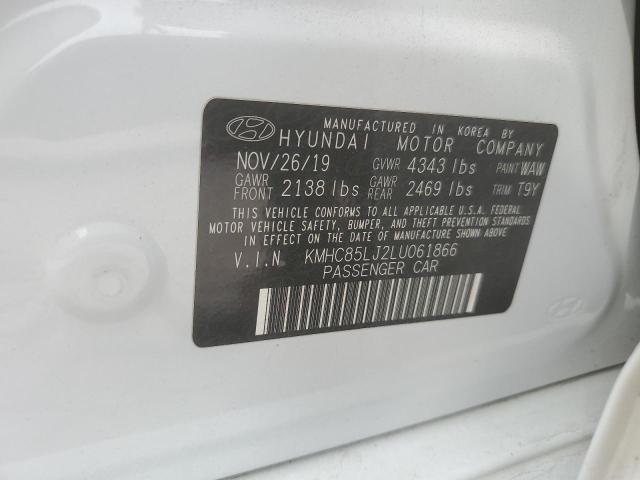 MANUFACTURED IN KOREA BY
HYUNDAI MOTOR COMPANY
NOV/26/19 GVWR 4343 lbs PAINT WAW
GAWR FRONT 2138 lbs GAWR REAR 2469 lbs TRIM T9Y
THIS VEHICLE CONFORMS TO ALL APPLICABLE U.S.A. FEDERAL
MOTOR VEHICLE SAFETY, BUMPER, AND THEFT PREVENTION STANDARDS
IN EFFECT ON THE DATE OF MANUFACTURE SHOWN ABOVE.
V.I.N. KMHC85LJ2LU061866
PASSENGER CAR